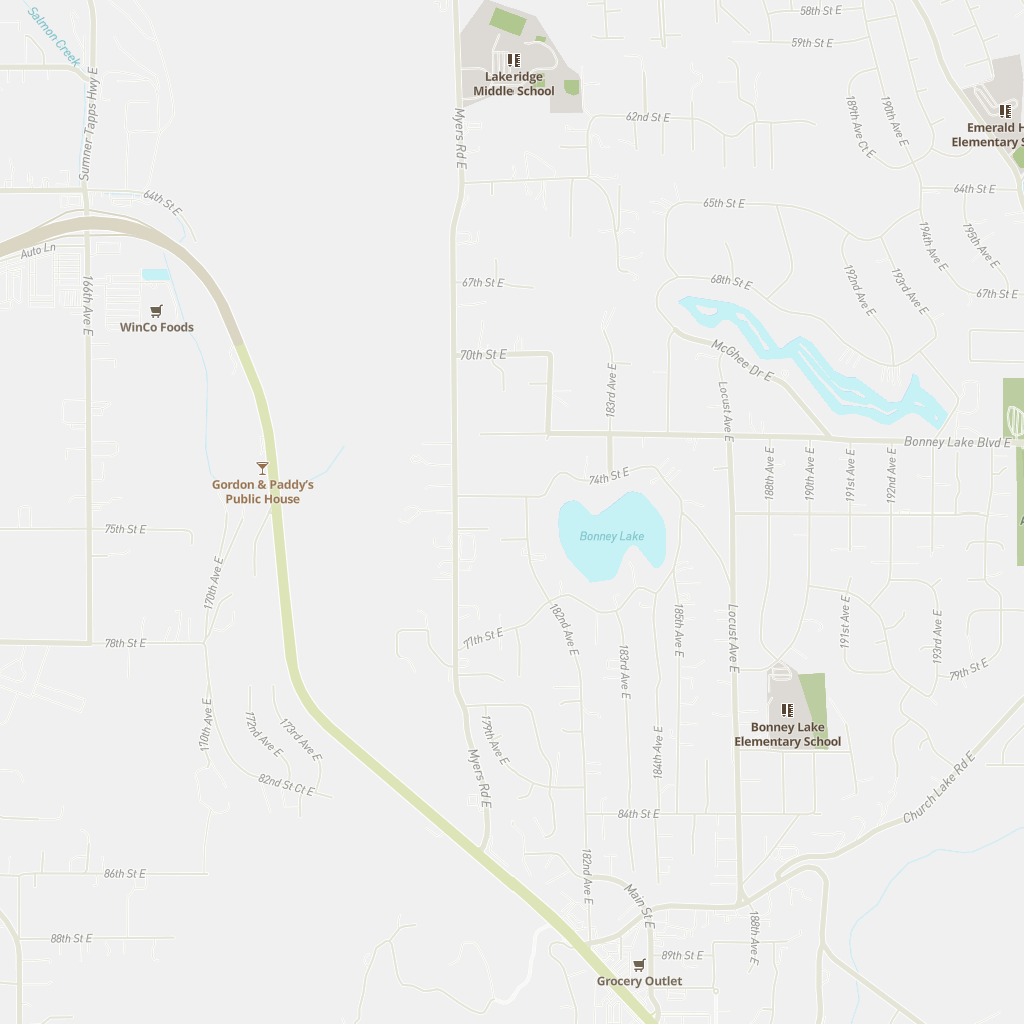 Salmon Creek
58th St E
59th St E
Lakeridge
Middle School
Sumner Tapps Hwy E
Myers Rd E
62nd St E
189th Ave Ct E
190th Ave E
Emerald H
Elementary S
64th St E
64th St E
65th St E
194th Ave E
195th Ave E
Auto Ln
166th Ave E
WinCo Foods
67th St E
68th St E
192nd Ave E
193rd Ave E
67th St E
70th St E
McGhee Dr E
183rd Ave E
Locust Ave E
Bonney Lake Blvd E
Gordon & Paddy's
Public House
74th St E
188th Ave E
190th Ave E
191st Ave E
192nd Ave E
75th St E
Bonney Lake
A
170th Ave E
182nd Ave E
77th St E
183rd Ave E
185th Ave E
Locust Ave E
191st Ave E
193rd Ave E
78th St E
79th St E
170th Ave E
172nd Ave E
173rd Ave E
179th Ave E
184th Ave E
Bonney Lake
Elementary School
82nd St Ct E
Myers Rd E
84th St E
Church Lake Rd E
86th St E
182nd Ave E
Main St E
188th Ave E
88th St E
89th St E
Grocery Outlet